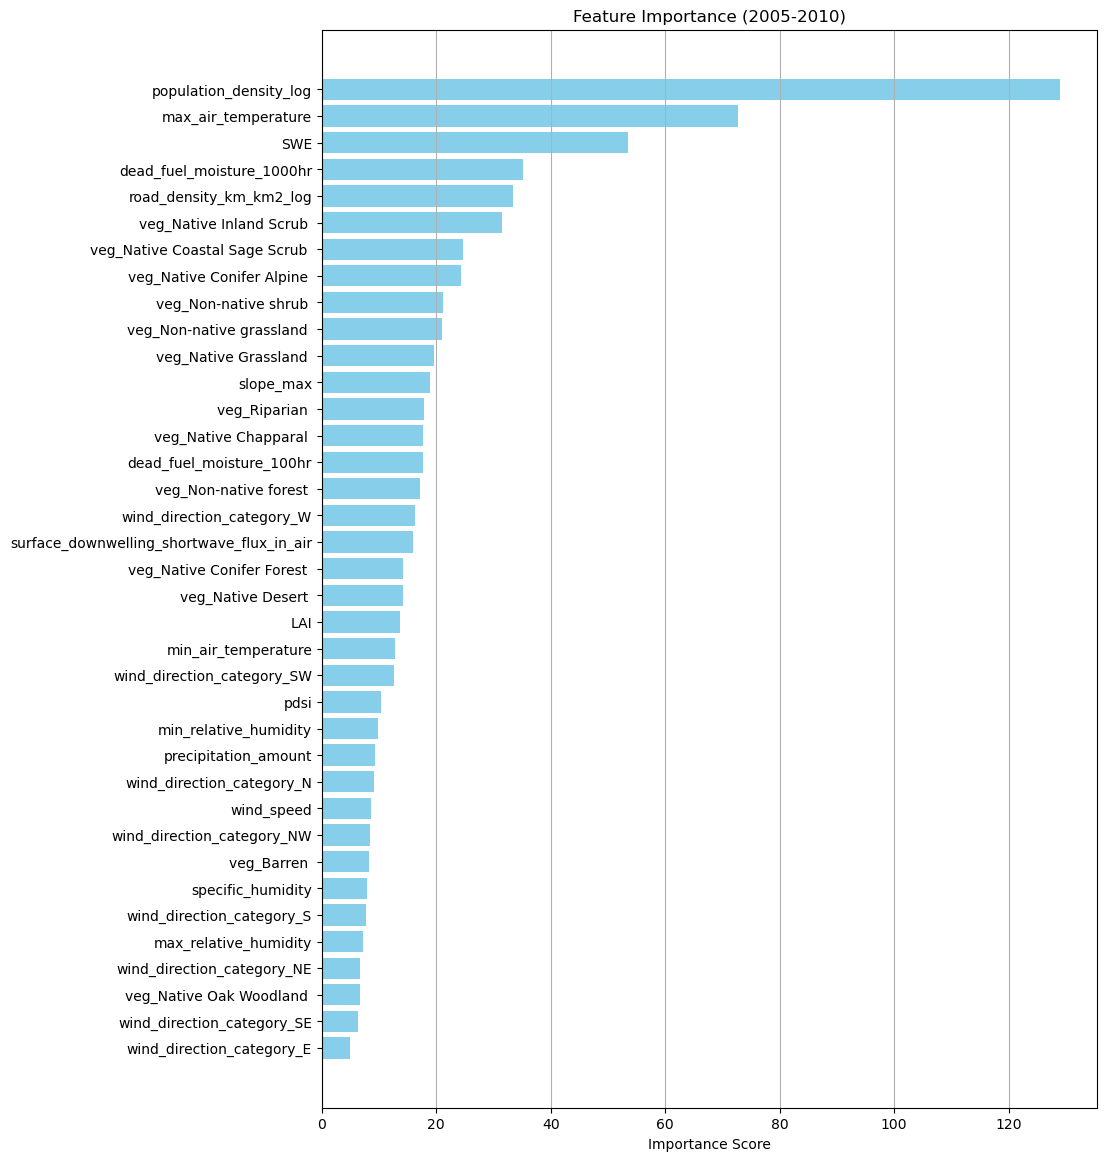 Feature Importance (2005-2010)
population_density_log
max_air_temperature
SWE
dead_fuel_moisture_1000hr
road_density_km_km2_log
veg_Native Inland Scrub
veg_Native Coastal Sage Scrub
veg_Native Conifer Alpine
veg_Non-native shrub
veg_Non-native grassland
veg_Native Grassland
slope_max
veg_Riparian
veg_Native Chapparal
dead_fuel_moisture_100hr
veg_Non-native forest
wind_direction_category_W
surface_downwelling_shortwave_flux_in_air
veg_Native Conifer Forest
veg_Native Desert
LAI
min_air_temperature
wind_direction_category_SW
pdsi
min_relative_humidity
precipitation_amount
wind_direction_category_N
wind_speed
wind_direction_category_NW
veg_Barren
specific_humidity
wind_direction_category_S
max_relative_humidity
wind_direction_category_NE
veg_Native Oak Woodland
wind_direction_category_SE
wind_direction_category_E
0 20 40 60 80 100 120
Importance Score